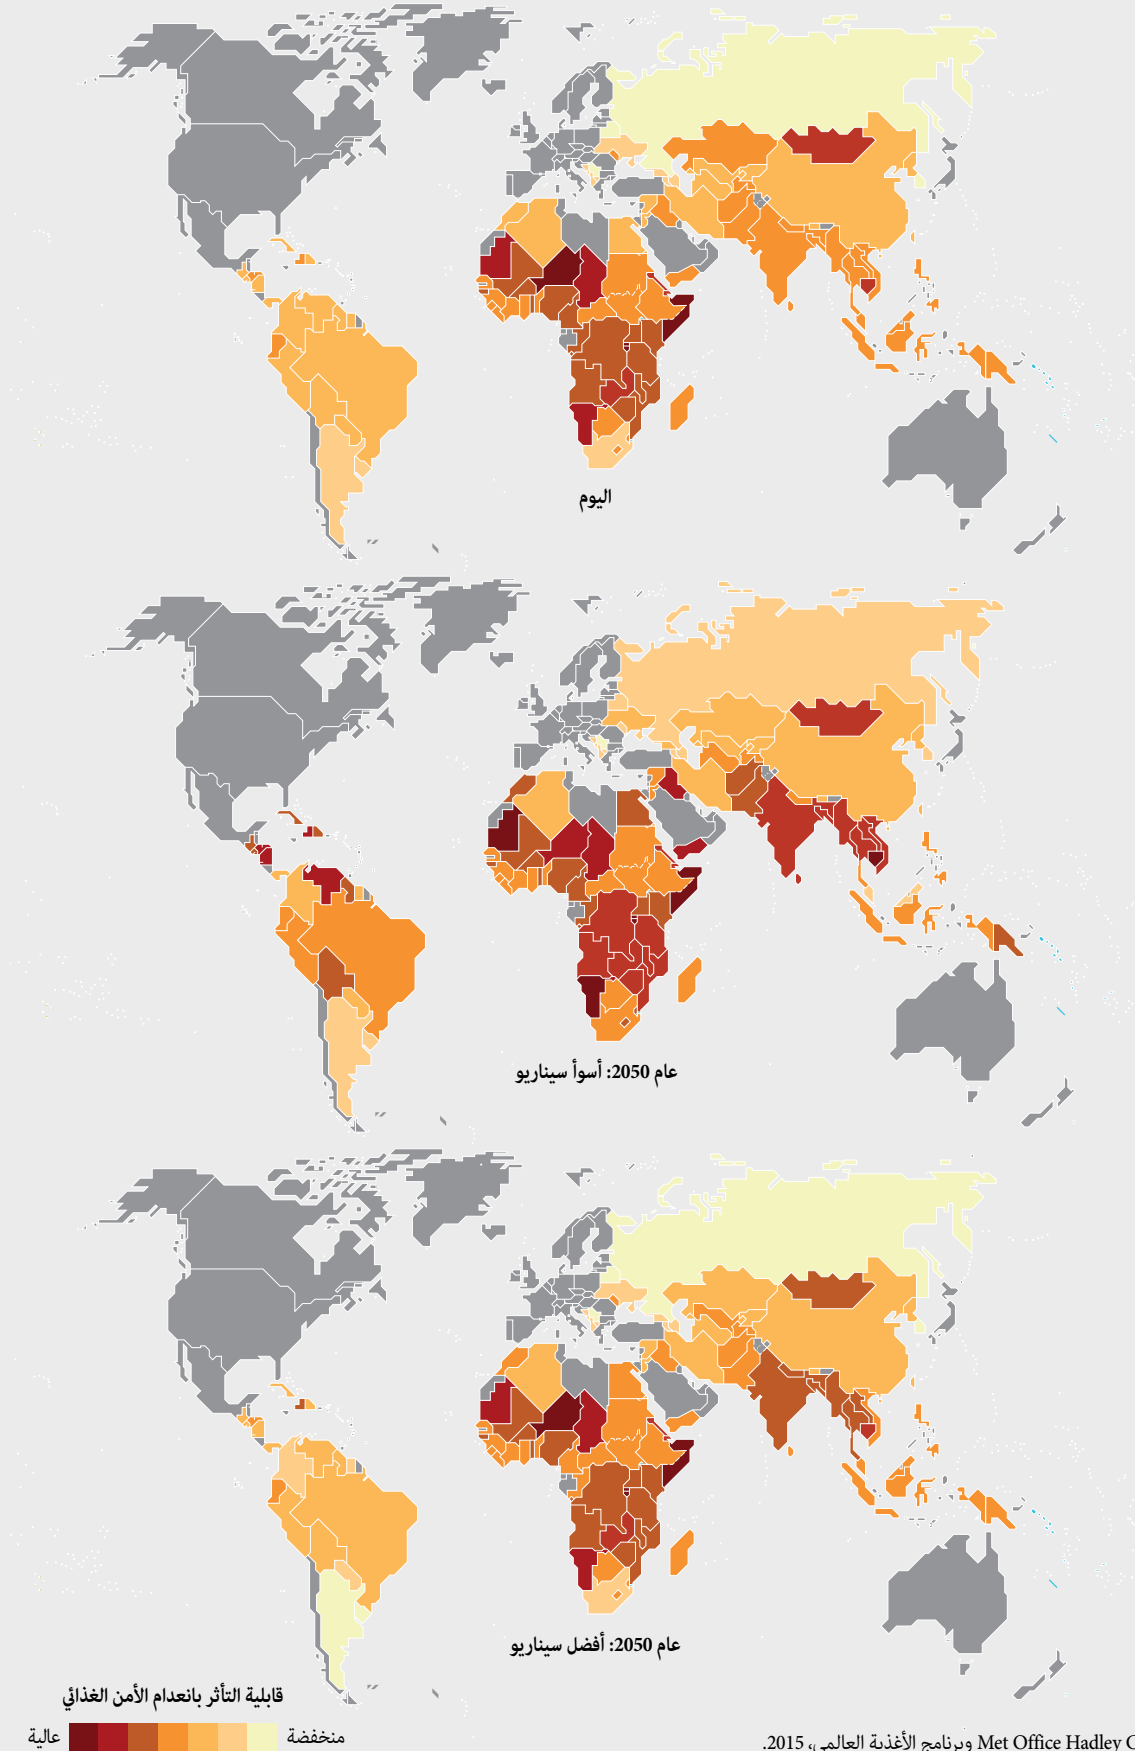 اليوم
عام 2050: أسوأ سيناريو
عام 2050: أفضل سيناريو
قابلية التأثر بانعدام الأمن الغذائي
عالية
منخفضة
Met Office Hadley C وبرنامج الأغذية العالمي، 2015.